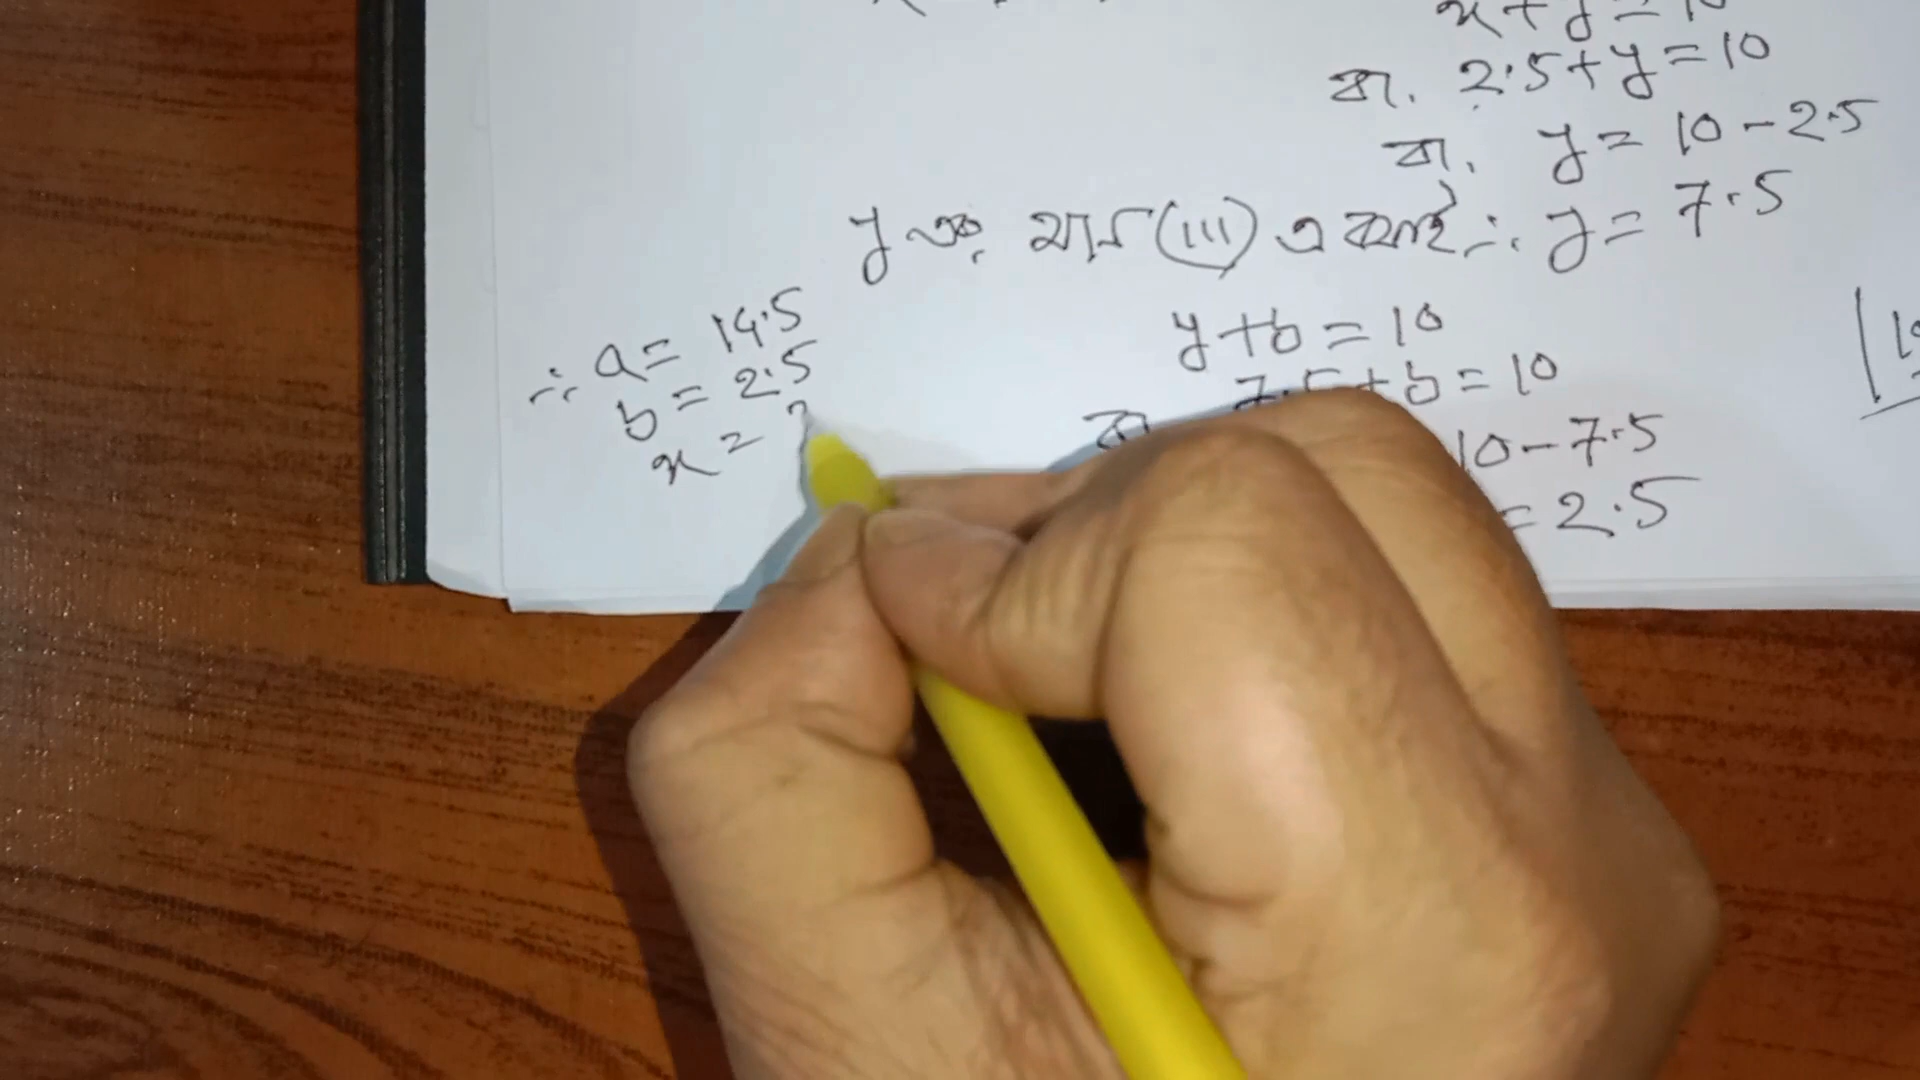 x + y = 10
বা. 2.5 + y = 10
বা. y = 10 - 2.5
y এর মান (iii) এ বসাই ∴ y = 7.5
y + b = 10
7.5 + b = 10
বা
10 - 7.5
= 2.5
∴ a = 14.5
b = 2.5
x =